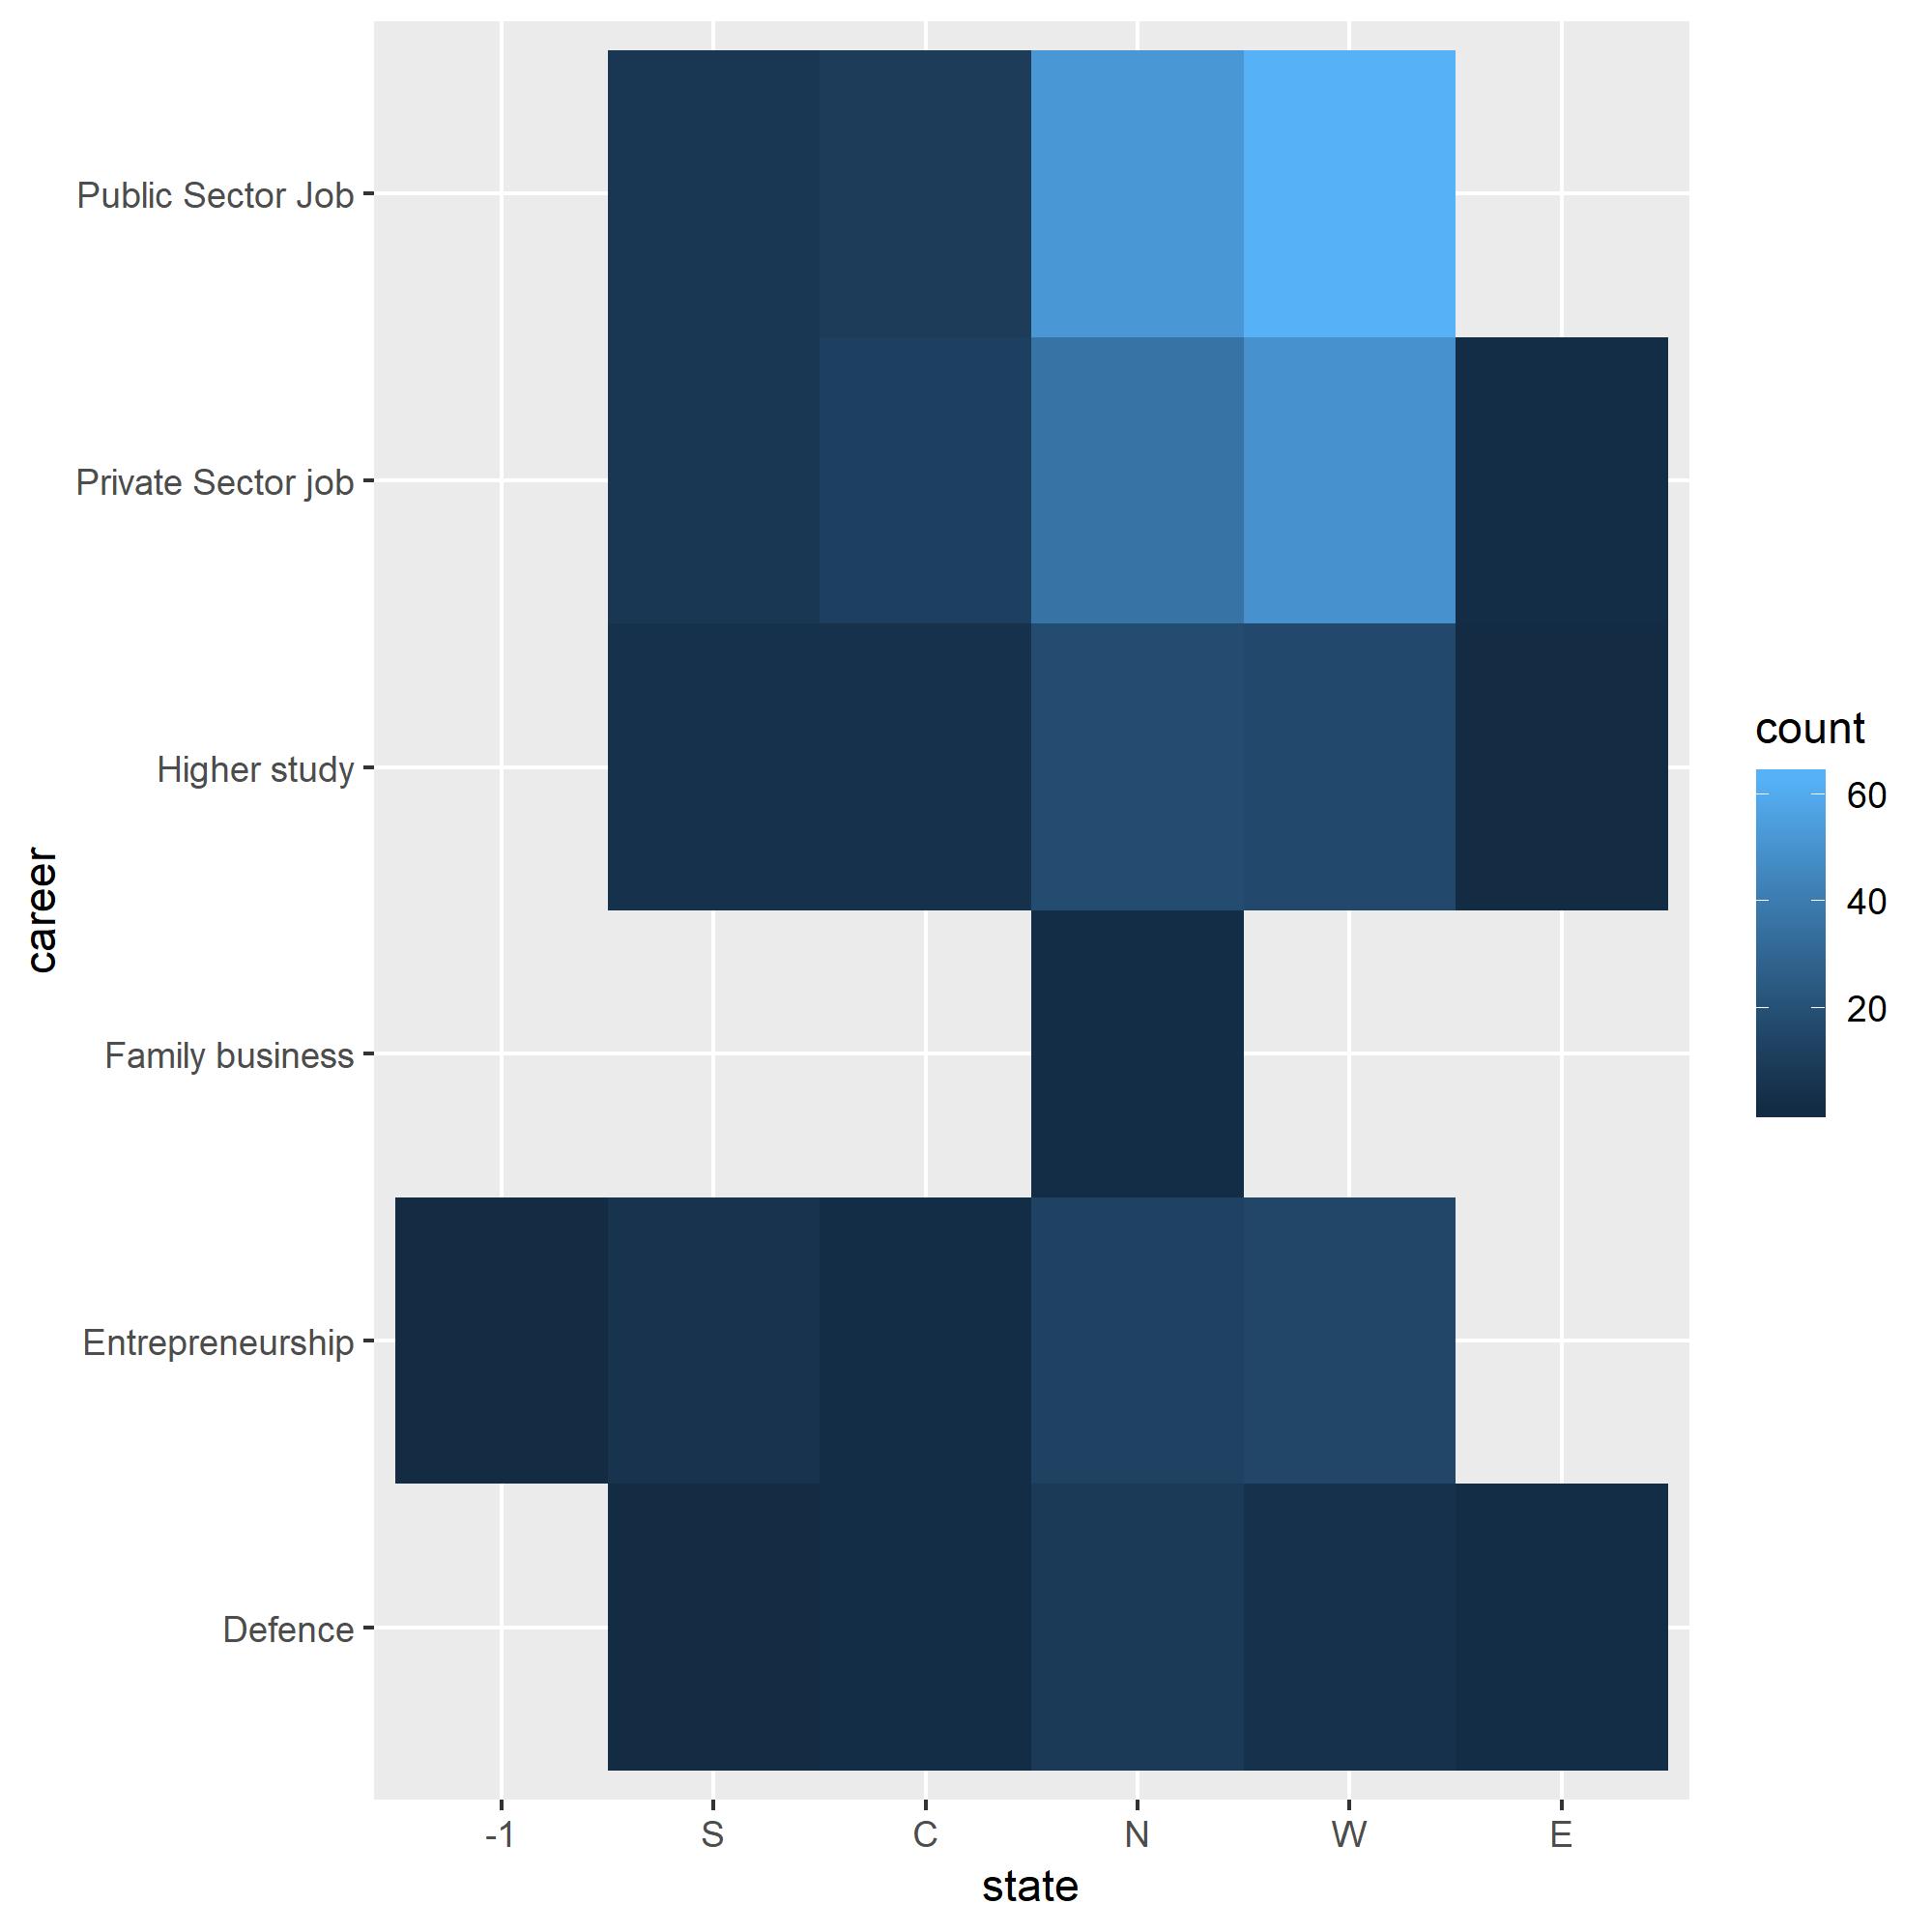 Public Sector Job
Private Sector job
Higher study
Family business
Entrepreneurship
Defence
career
-1 S C N W E
state
count
60
40
20